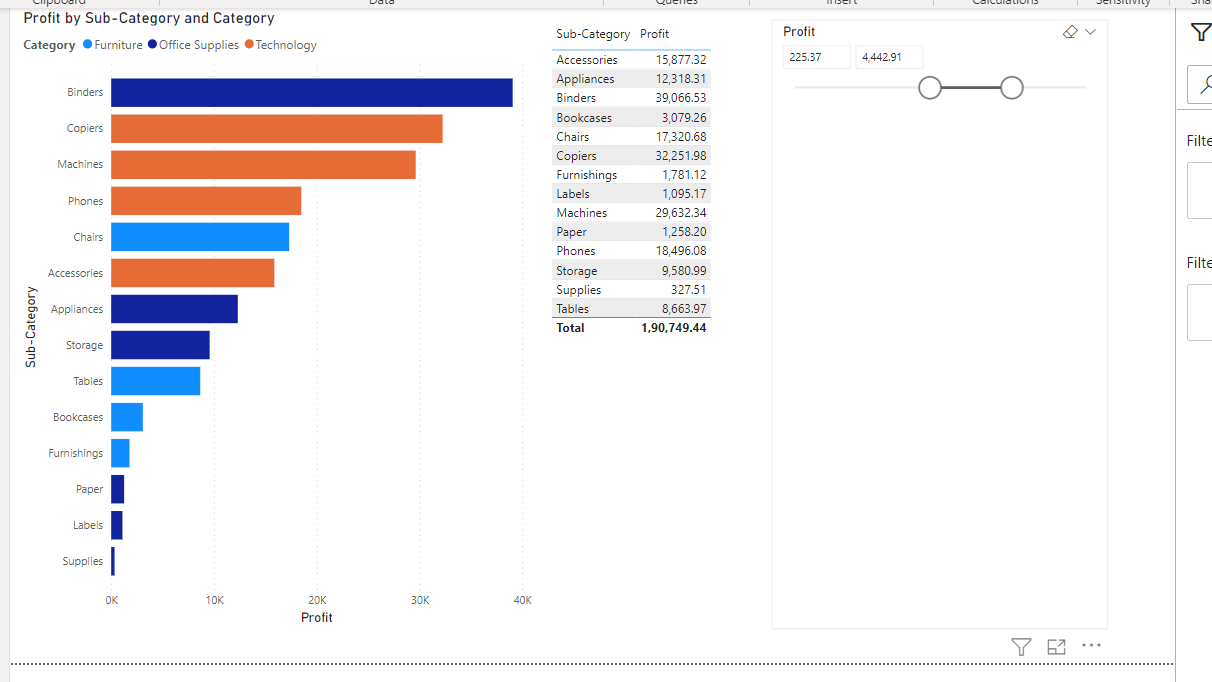 Clipboard Data Queries Insert Calculations Sensitivity
Profit by Sub-Category and Category
Category Furniture Office Supplies Technology
Sub-Category
Binders
Copiers
Machines
Phones
Chairs
Accessories
Appliances
Storage
Tables
Bookcases
Furnishings
Paper
Labels
Supplies
0K 10K 20K 30K 40K
Profit
Sub-Category Profit
Accessories 15,877.32
Appliances 12,318.31
Binders 39,066.53
Bookcases 3,079.26
Chairs 17,320.68
Copiers 32,251.98
Furnishings 1,781.12
Labels 1,095.17
Machines 29,632.34
Paper 1,258.20
Phones 18,496.08
Storage 9,580.99
Supplies 327.51
Tables 8,663.97
Total 1,90,749.44
Profit
225.37 4,442.91
Filte
Filte